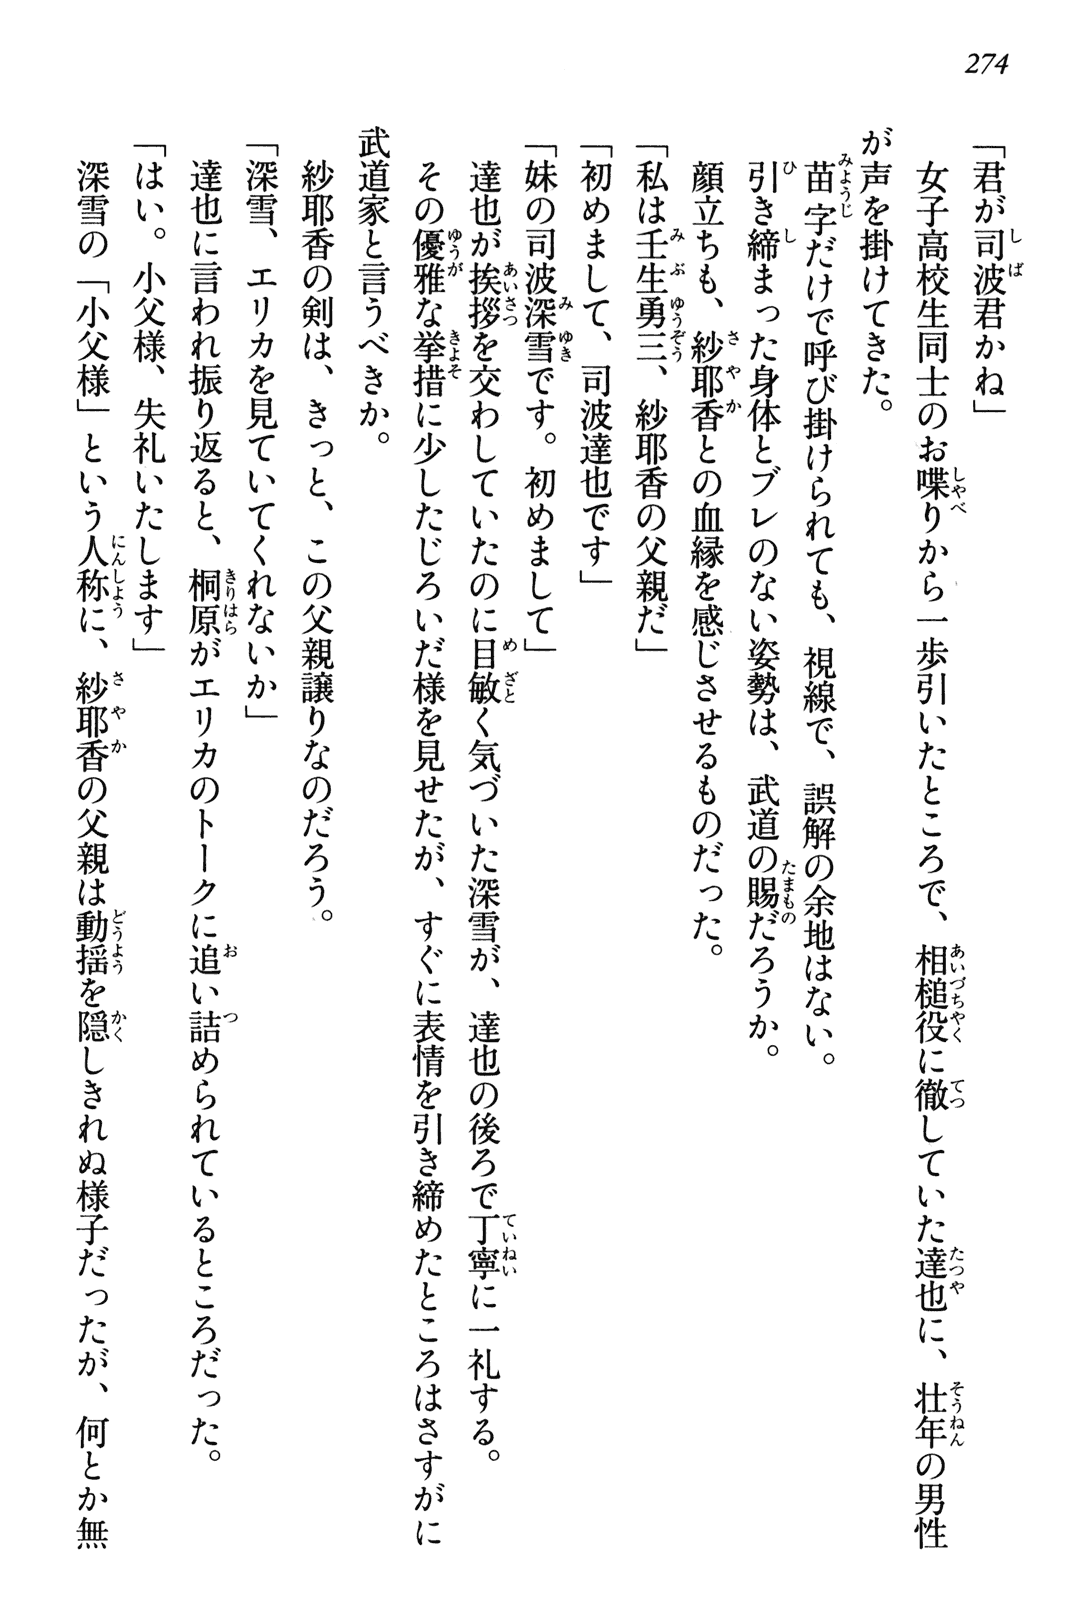 274
「君が司波君かね」
女子高校生同士のお喋りから一歩引いたところで、相槌役に徹していた達也に、壮年の男性
が声を掛けてきた。
苗字だけで呼び掛けられても、視線で、誤解の余地はない。
引き締まった身体とブレのない姿勢は、武道の賜だろうか。
顔立ちも、紗耶香との血縁を感じさせるものだった。
「私は壬生勇三、紗耶香の父親だ」
「初めまして、司波達也です」
「妹の司波深雪です。初めまして」
達也が挨拶を交わしていたのに目敏く気づいた深雪が、達也の後ろで丁寧に一礼する。
その優雅な挙措に少したじろいだ様を見せたが、すぐに表情を引き締めたところはさすがに
武道家と言うべきか。
紗耶香の剣は、きっと、この父親譲りなのだろう。
「深雪、エリカを見ていてくれないか」
達也に言われ振り返ると、桐原がエリカのトークに追い詰められているところだった。
「はい。小父様、失礼いたします」
深雪の「小父様」という人称に、紗耶香の父親は動揺を隠しきれぬ様子だったが、何とか無